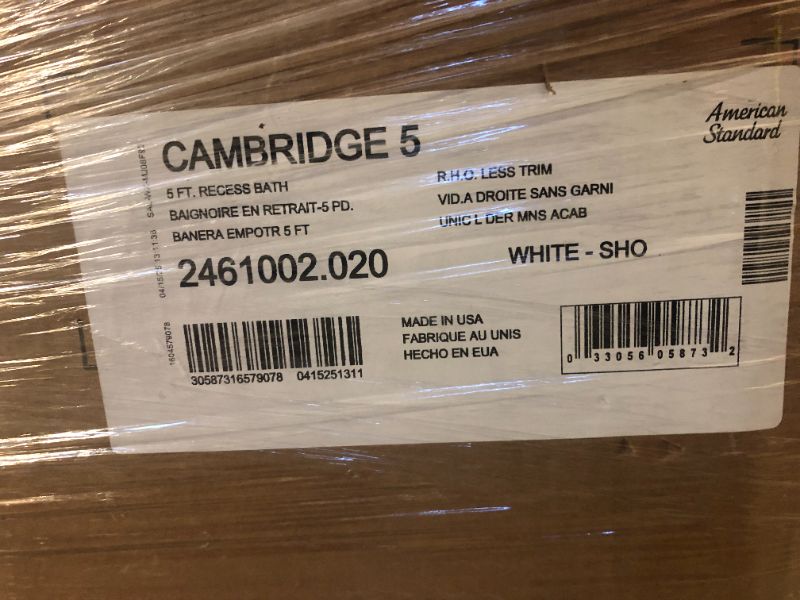 American
Standard
CAMBRIDGE 5
5 FT. RECESS BATH
BAIGNOIRE EN RETRAIT-5 PD.
BANERA EMPOTR 5 FT
R.H.O. LESS TRIM
VID.A DROITE SANS GARNI
UNIC L DER MNS ACAB
2461002.020
WHITE - SHO
MADE IN USA
FABRIQUE AU UNIS
HECHO EN EUA
30587316579078 0415251311
0 33056 05873 2
1604579078